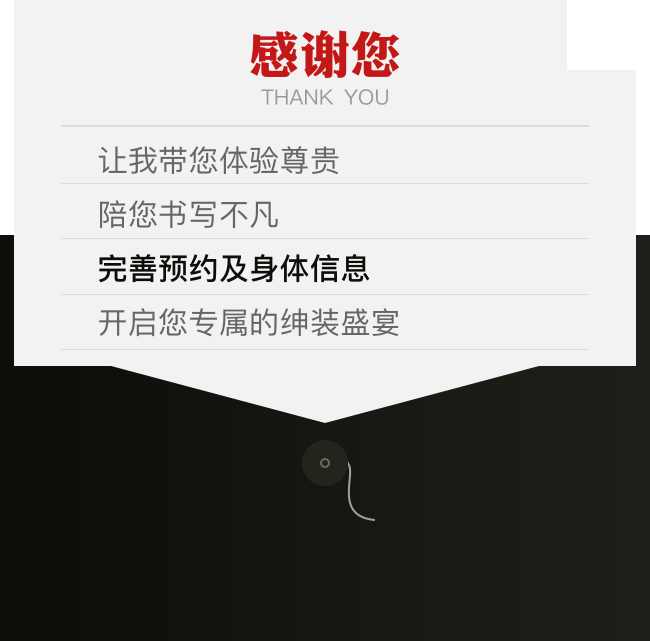 感谢您
THANK YOU
让我带您体验尊贵
陪您书写不凡
完善预约及身体信息
开启您专属的绅装盛宴